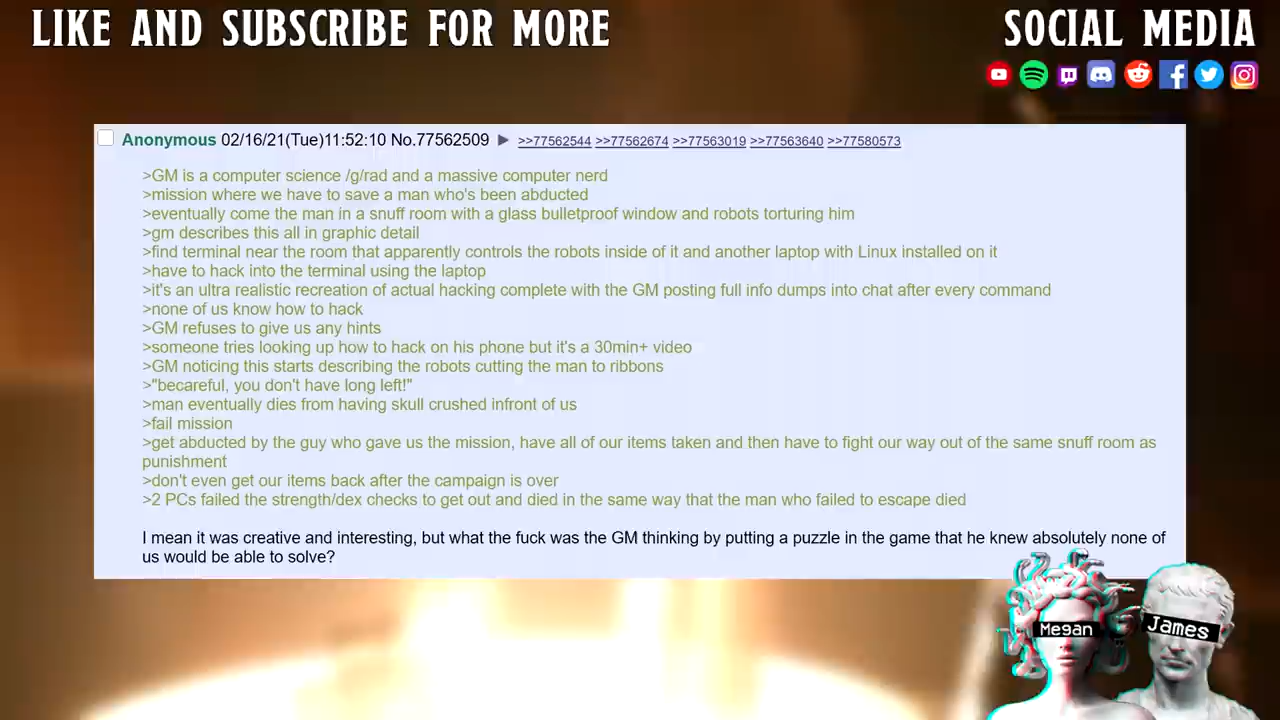 LIKE AND SUBSCRIBE FOR MORE
SOCIAL MEDIA
Anonymous 02/16/21(Tue)11:52:10 No.77562509 ▶ >>77562544 >>77562674 >>77563019 >>77563640 >>77580573
>GM is a computer science /g/rad and a massive computer nerd
>mission where we have to save a man who's been abducted
>eventually come the man in a snuff room with a glass bulletproof window and robots torturing him
>gm describes this all in graphic detail
>find terminal near the room that apparently controls the robots inside of it and another laptop with Linux installed on it
>have to hack into the terminal using the laptop
>it's an ultra realistic recreation of actual hacking complete with the GM posting full info dumps into chat after every command
>none of us know how to hack
>GM refuses to give us any hints
>someone tries looking up how to hack on his phone but it's a 30min+ video
>GM noticing this starts describing the robots cutting the man to ribbons
>"becareful, you don't have long left!"
>man eventually dies from having skull crushed infront of us
>fail mission
>get abducted by the guy who gave us the mission, have all of our items taken and then have to fight our way out of the same snuff room as
punishment
>don't even get our items back after the campaign is over
>2 PCs failed the strength/dex checks to get out and died in the same way that the man who failed to escape died
I mean it was creative and interesting, but what the fuck was the GM thinking by putting a puzzle in the game that he knew absolutely none of
us would be able to solve?
Megan
James